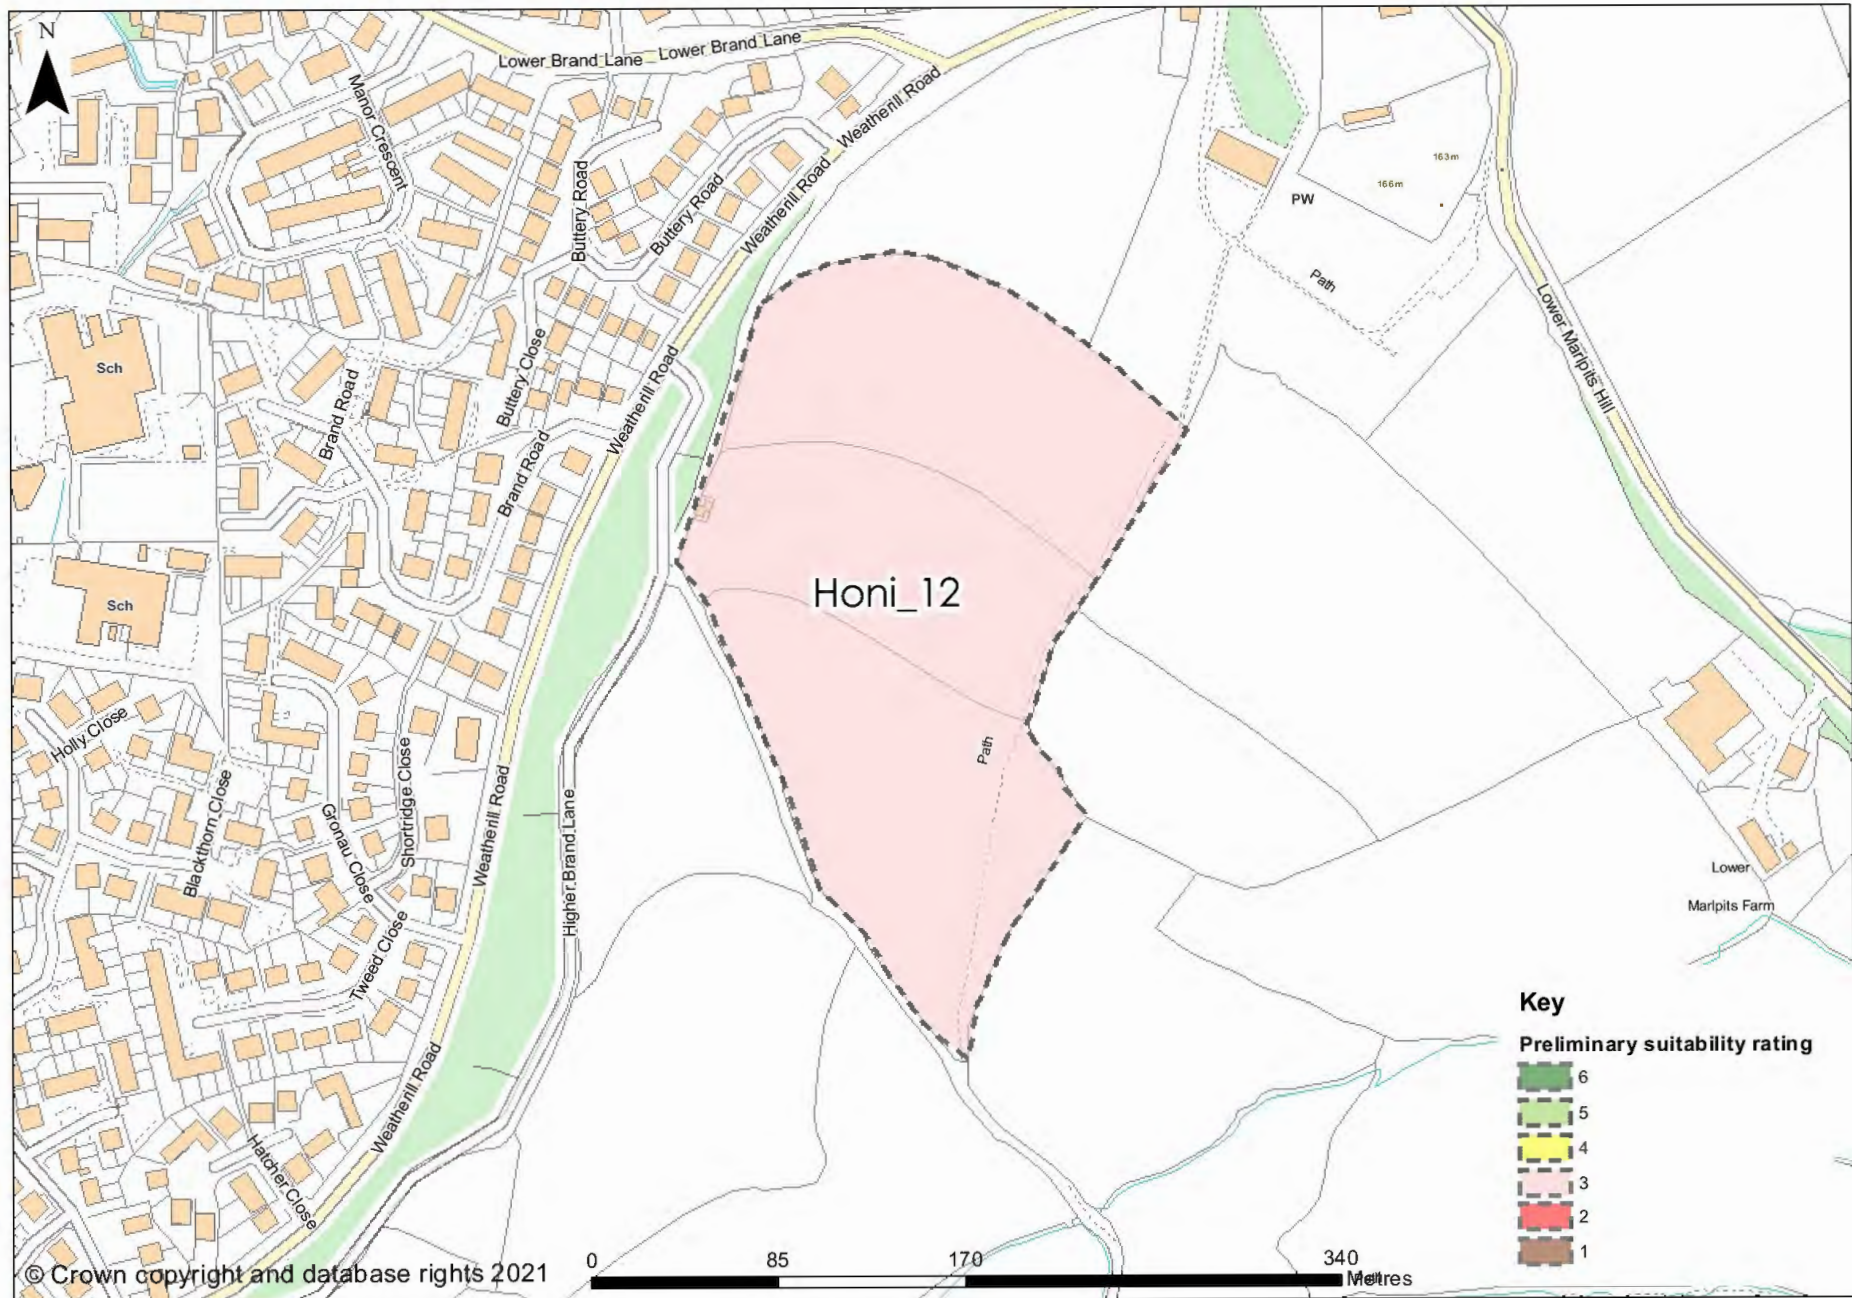 N
Lower Brand Lane
Lower Brand Lane
Manor Crescent
Weatherill Road
Buttery Road
Buttery Road
Weatherill Road
163m
166m
PW
Path
Lower Marlpits Hill
Sch
Buttery Close
Weatherill Road
Brand Road
Brand Road
Honi_12
Sch
Holly Close
Path
Blackthorn Close
Gronau Close
Shortridge Close
Weatherill Road
Higher Brand Lane
Lower
Marlpits Farm
Tweed Close
Weatherill Road
Hatcher Close
Key
Preliminary suitability rating
6
5
4
3
2
1
0 85 170 340
Metres
© Crown copyright and database rights 2021